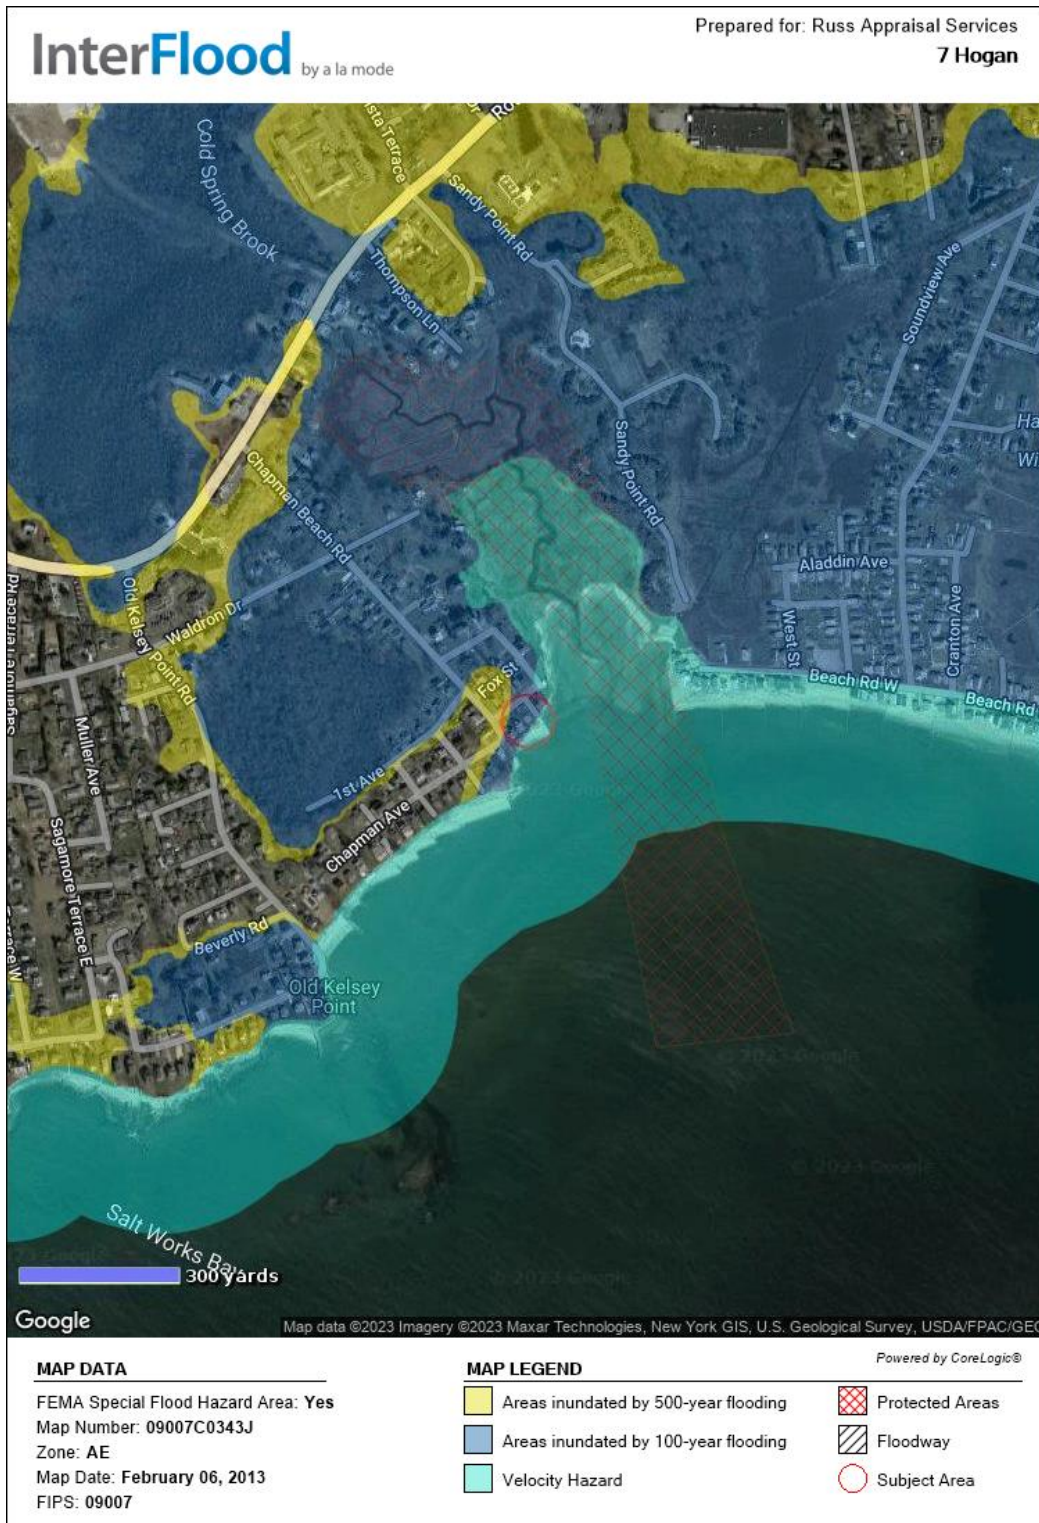 InterFlood by a la mode
Prepared for: Russ Appraisal Services
7 Hogan
Cold Spring Brook
Sandy Point Rd
Thompson Ln
Soundview Ave
Chapman Beach Rd
Sandy Point Rd
Aladdin Ave
Old Kelsey Point Rd
Waldron Dr
West St
Cranton Ave
Fox St
Beach Rd W
Beach Rd
Muller Ave
1st Ave
Chapman Ave
Sagamore Terrace E
Beverly Rd
Old Kelsey
Point
© 2023 Google
© 2023 Google
Salt Works Bay
© 2023 Google
300 yards
Google
Map data ©2023 Imagery ©2023 Maxar Technologies, New York GIS, U.S. Geological Survey, USDA/FPAC/GEO
Powered by CoreLogic®
MAP DATA
FEMA Special Flood Hazard Area: Yes
Map Number: 09007C0343J
Zone: AE
Map Date: February 06, 2013
FIPS: 09007
MAP LEGEND
Areas inundated by 500-year flooding
Areas inundated by 100-year flooding
Velocity Hazard
Protected Areas
Floodway
Subject Area